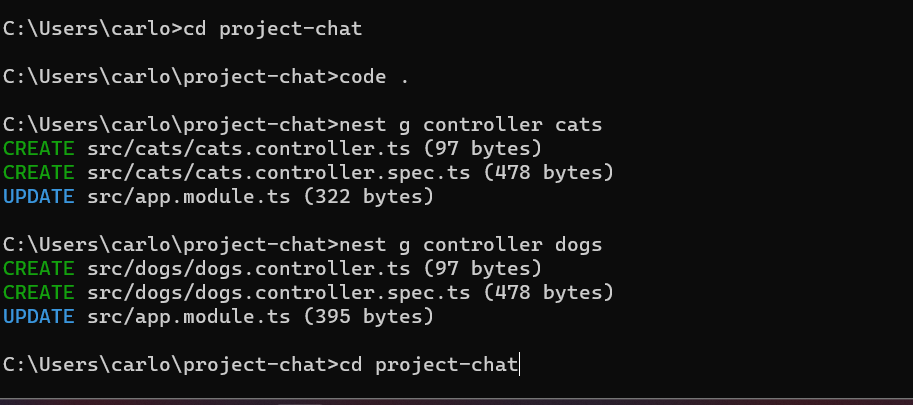 C:\Users\carlo>cd project-chat
C:\Users\carlo\project-chat>code .
C:\Users\carlo\project-chat>nest g controller cats
CREATE src/cats/cats.controller.ts (97 bytes)
CREATE src/cats/cats.controller.spec.ts (478 bytes)
UPDATE src/app.module.ts (322 bytes)
C:\Users\carlo\project-chat>nest g controller dogs
CREATE src/dogs/dogs.controller.ts (97 bytes)
CREATE src/dogs/dogs.controller.spec.ts (478 bytes)
UPDATE src/app.module.ts (395 bytes)
C:\Users\carlo\project-chat>cd project-chat